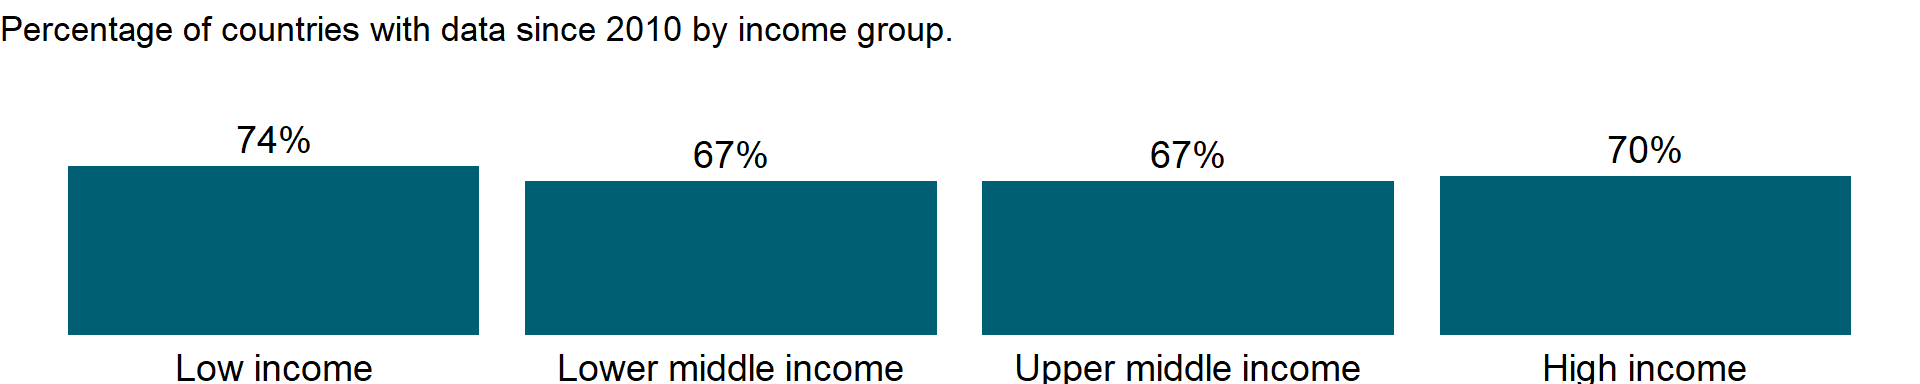 Percentage of countries with data since 2010 by income group.
74%
67%
67%
70%
Low income
Lower middle income
Upper middle income
High income